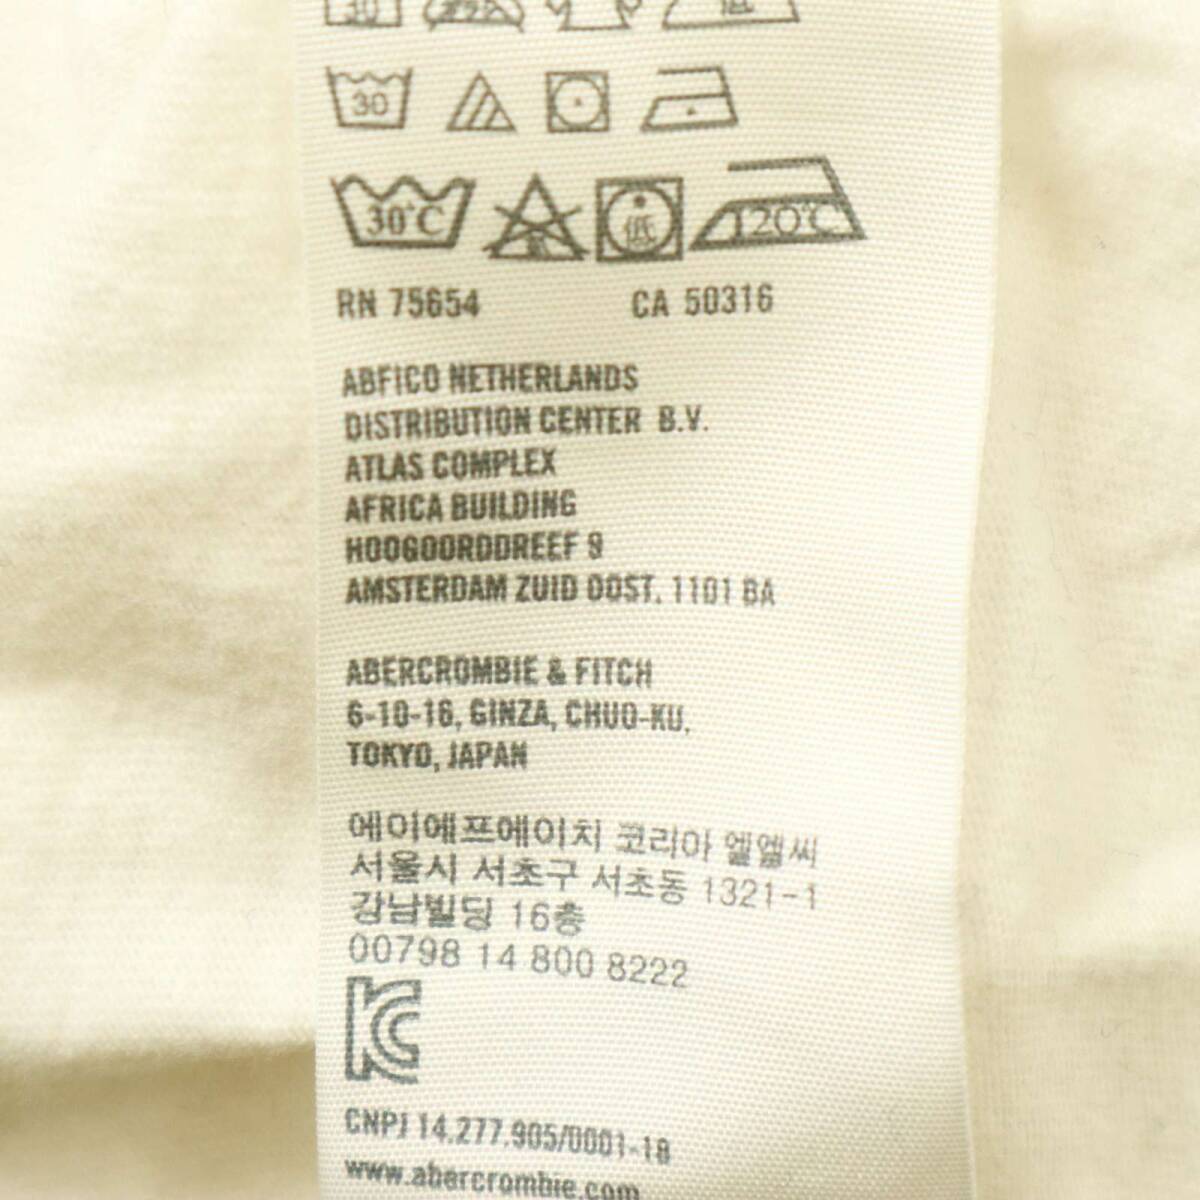 30 低
30
30°C 低 120°C
RN 75654 CA 50316
ABFICO NETHERLANDS
DISTRIBUTION CENTER B.V.
ATLAS COMPLEX
AFRICA BUILDING
HOOGOORDDREEF 9
AMSTERDAM ZUID OOST, 1101 BA
ABERCROMBIE & FITCH
6-10-16, GINZA, CHUO-KU,
TOKYO, JAPAN
에이에프에이치 코리아 엘엘씨
서울시 서초구 서초동 1321-1
강남빌딩 16층
00798 14 800 8222
KC
CNPJ 14.277.905/0001-18
www.abercrombie.com